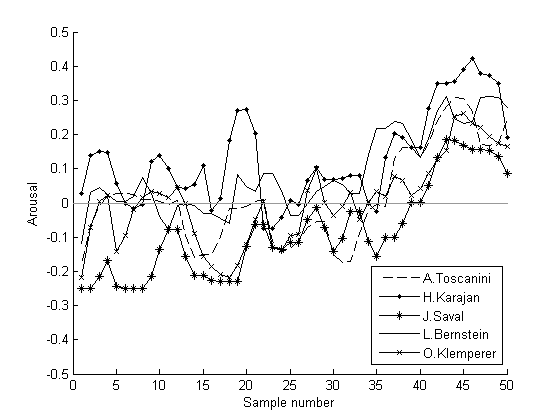 0.5
0.4
0.3
0.2
0.1
0
-0.1
-0.2
-0.3
-0.4
-0.5
Arousal
0 5 10 15 20 25 30 35 40 45 50
Sample number
A.Toscanini
H.Karajan
J.Saval
L.Bernstein
O.Klemperer